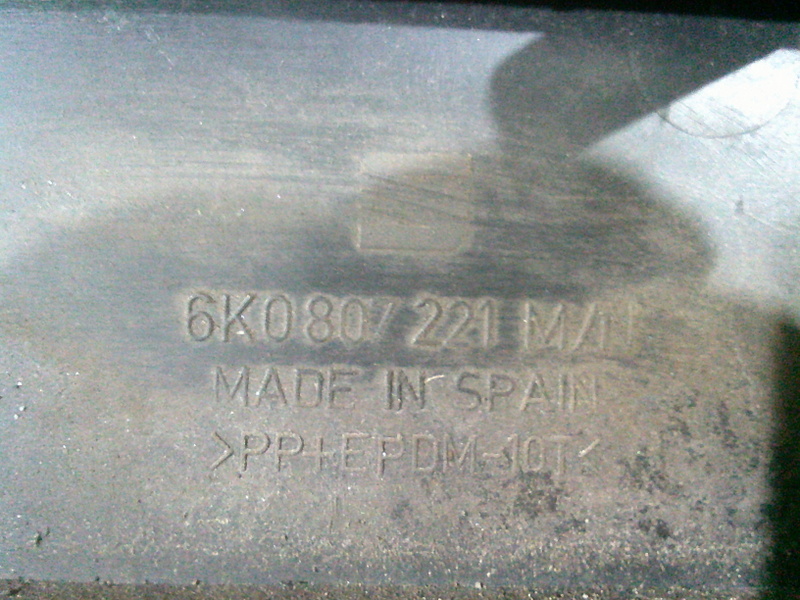 6K0 807 221
MADE IN SPAIN
>PP+EPDM-10T<